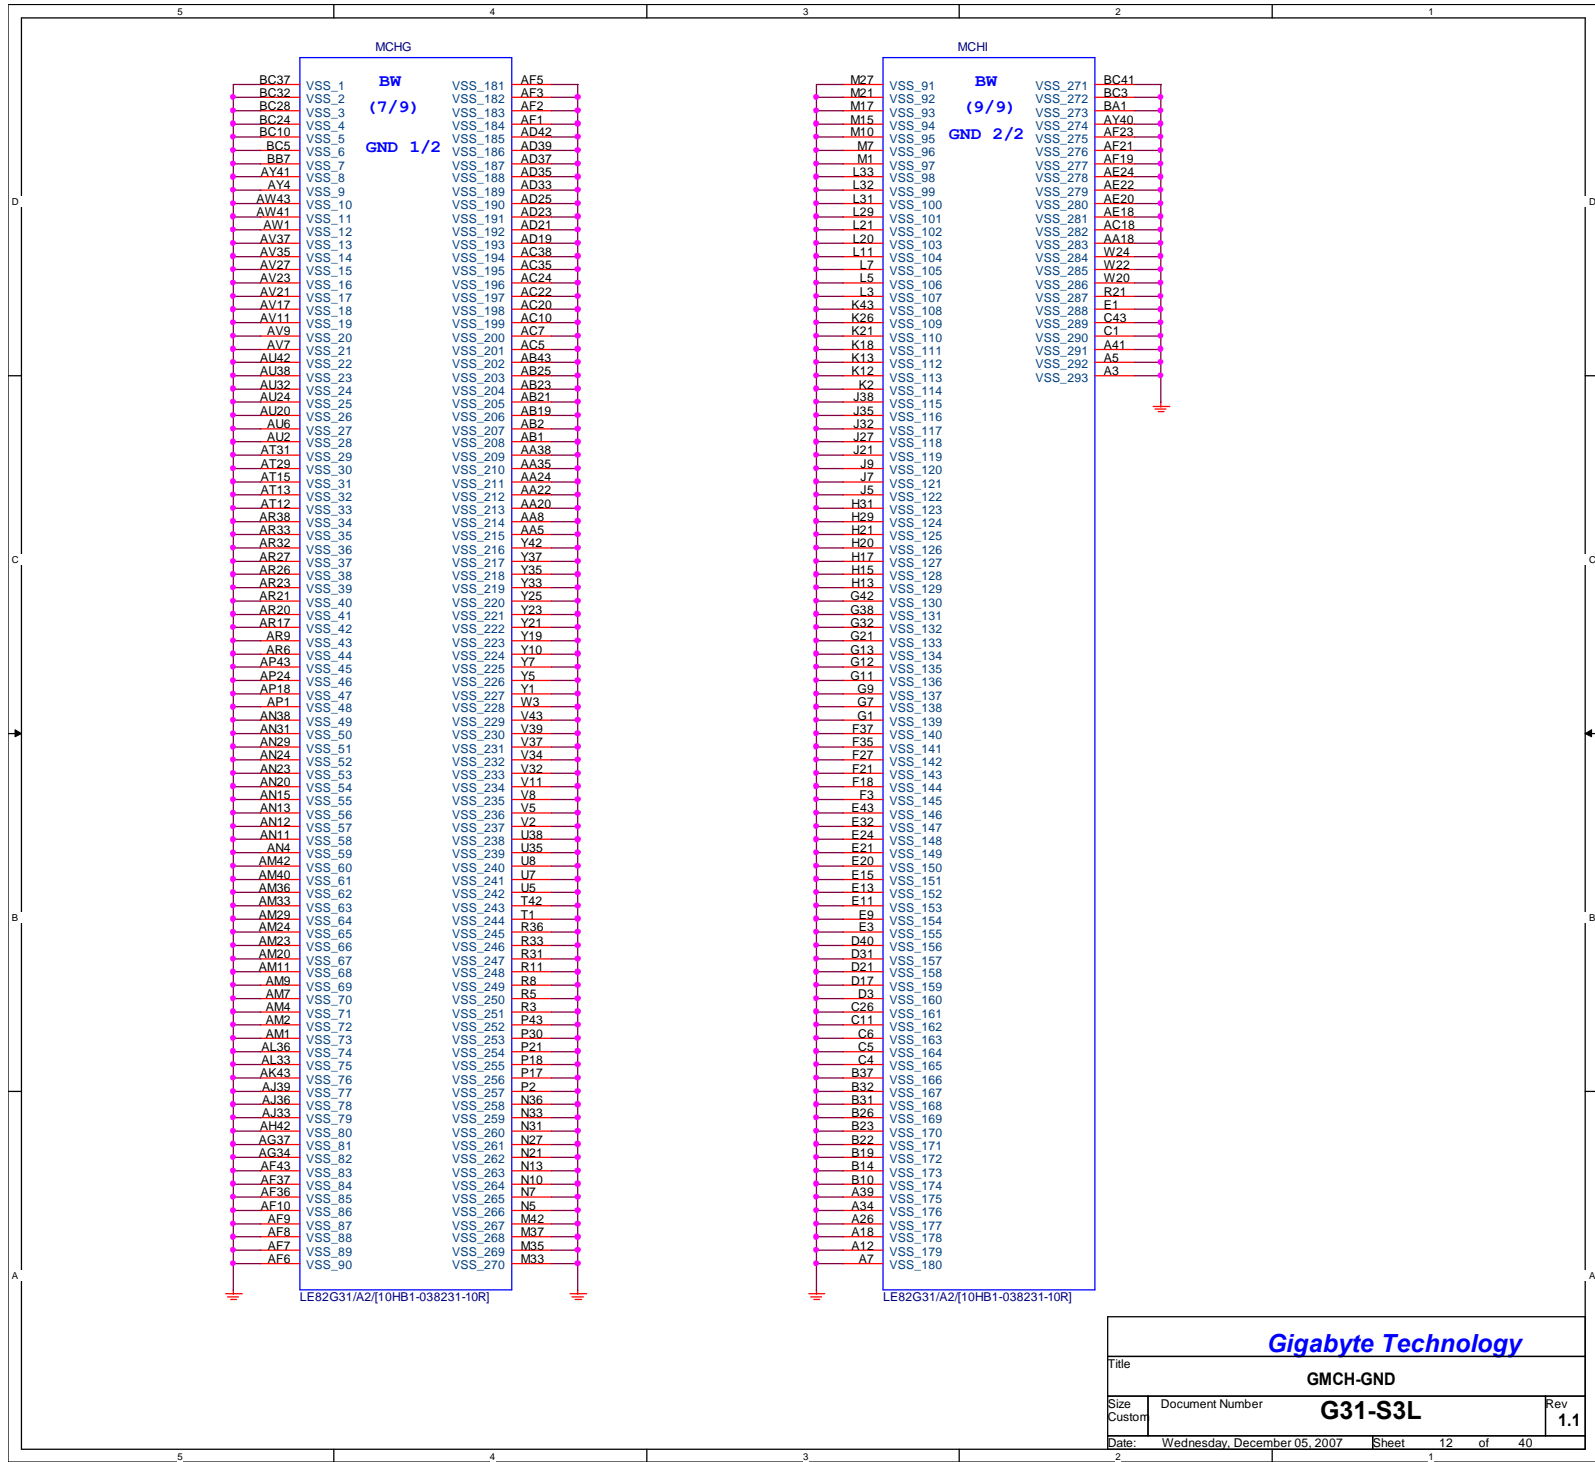 5 4 3 2 1
MCHG
BW
(7/9)
GND 1/2
BC37 VSS_1 VSS_181 AF5
BC32 VSS_2 VSS_182 AF3
BC28 VSS_3 VSS_183 AF2
BC24 VSS_4 VSS_184 AF1
BC10 VSS_5 VSS_185 AD42
BC5 VSS_6 VSS_186 AD39
BB7 VSS_7 VSS_187 AD37
AY41 VSS_8 VSS_188 AD35
AY4 VSS_9 VSS_189 AD33
AW43 VSS_10 VSS_190 AD25
AW41 VSS_11 VSS_191 AD23
AW1 VSS_12 VSS_192 AD21
AV37 VSS_13 VSS_193 AD19
AV35 VSS_14 VSS_194 AC38
AV27 VSS_15 VSS_195 AC35
AV23 VSS_16 VSS_196 AC24
AV21 VSS_17 VSS_197 AC22
AV17 VSS_18 VSS_198 AC20
AV11 VSS_19 VSS_199 AC10
AV9 VSS_20 VSS_200 AC7
AV7 VSS_21 VSS_201 AC5
AU42 VSS_22 VSS_202 AB43
AU38 VSS_23 VSS_203 AB25
AU32 VSS_24 VSS_204 AB23
AU24 VSS_25 VSS_205 AB21
AU20 VSS_26 VSS_206 AB19
AU6 VSS_27 VSS_207 AB2
AU2 VSS_28 VSS_208 AB1
AT31 VSS_29 VSS_209 AA38
AT29 VSS_30 VSS_210 AA35
AT15 VSS_31 VSS_211 AA24
AT13 VSS_32 VSS_212 AA22
AT12 VSS_33 VSS_213 AA20
AR38 VSS_34 VSS_214 AA8
AR33 VSS_35 VSS_215 AA5
AR32 VSS_36 VSS_216 Y42
AR27 VSS_37 VSS_217 Y37
AR26 VSS_38 VSS_218 Y35
AR23 VSS_39 VSS_219 Y33
AR21 VSS_40 VSS_220 Y25
AR20 VSS_41 VSS_221 Y23
AR17 VSS_42 VSS_222 Y21
AR9 VSS_43 VSS_223 Y19
AR6 VSS_44 VSS_224 Y10
AP43 VSS_45 VSS_225 Y7
AP24 VSS_46 VSS_226 Y5
AP18 VSS_47 VSS_227 Y1
AP1 VSS_48 VSS_228 W3
AN38 VSS_49 VSS_229 V43
AN31 VSS_50 VSS_230 V39
AN29 VSS_51 VSS_231 V37
AN24 VSS_52 VSS_232 V34
AN23 VSS_53 VSS_233 V32
AN20 VSS_54 VSS_234 V11
AN15 VSS_55 VSS_235 V8
AN13 VSS_56 VSS_236 V5
AN12 VSS_57 VSS_237 V2
AN11 VSS_58 VSS_238 U38
AN4 VSS_59 VSS_239 U35
AM42 VSS_60 VSS_240 U8
AM40 VSS_61 VSS_241 U7
AM36 VSS_62 VSS_242 U5
AM33 VSS_63 VSS_243 T42
AM29 VSS_64 VSS_244 T1
AM24 VSS_65 VSS_245 R36
AM23 VSS_66 VSS_246 R33
AM20 VSS_67 VSS_247 R31
AM11 VSS_68 VSS_248 R11
AM9 VSS_69 VSS_249 R8
AM7 VSS_70 VSS_250 R5
AM4 VSS_71 VSS_251 R3
AM2 VSS_72 VSS_252 P43
AM1 VSS_73 VSS_253 P30
AL36 VSS_74 VSS_254 P21
AL33 VSS_75 VSS_255 P18
AK43 VSS_76 VSS_256 P17
AJ39 VSS_77 VSS_257 P2
AJ36 VSS_78 VSS_258 N36
AJ33 VSS_79 VSS_259 N33
AH42 VSS_80 VSS_260 N31
AG37 VSS_81 VSS_261 N27
AG34 VSS_82 VSS_262 N21
AF43 VSS_83 VSS_263 N13
AF37 VSS_84 VSS_264 N10
AF36 VSS_85 VSS_265 N7
AF10 VSS_86 VSS_266 N5
AF9 VSS_87 VSS_267 M42
AF8 VSS_88 VSS_268 M37
AF7 VSS_89 VSS_269 M35
AF6 VSS_90 VSS_270 M33
LE82G31/A2/[10HB1-038231-10R]
MCHI
BW
(9/9)
GND 2/2
M27 VSS_91 VSS_271 BC41
M21 VSS_92 VSS_272 BC3
M17 VSS_93 VSS_273 BA1
M15 VSS_94 VSS_274 AY40
M10 VSS_95 VSS_275 AF23
M7 VSS_96 VSS_276 AF21
M1 VSS_97 VSS_277 AF19
L33 VSS_98 VSS_278 AE24
L32 VSS_99 VSS_279 AE22
L31 VSS_100 VSS_280 AE20
L29 VSS_101 VSS_281 AE18
L21 VSS_102 VSS_282 AC18
L20 VSS_103 VSS_283 AA18
L11 VSS_104 VSS_284 W24
L7 VSS_105 VSS_285 W22
L5 VSS_106 VSS_286 W20
L3 VSS_107 VSS_287 R21
K43 VSS_108 VSS_288 E1
K26 VSS_109 VSS_289 C43
K21 VSS_110 VSS_290 C1
K18 VSS_111 VSS_291 A41
K13 VSS_112 VSS_292 A5
K12 VSS_113 VSS_293 A3
K2 VSS_114
J38 VSS_115
J35 VSS_116
J32 VSS_117
J27 VSS_118
J21 VSS_119
J9 VSS_120
J7 VSS_121
J5 VSS_122
H31 VSS_123
H29 VSS_124
H21 VSS_125
H20 VSS_126
H17 VSS_127
H15 VSS_128
H13 VSS_129
G42 VSS_130
G38 VSS_131
G32 VSS_132
G21 VSS_133
G13 VSS_134
G12 VSS_135
G11 VSS_136
G9 VSS_137
G7 VSS_138
G1 VSS_139
F37 VSS_140
F35 VSS_141
F27 VSS_142
F21 VSS_143
F18 VSS_144
F3 VSS_145
E43 VSS_146
E32 VSS_147
E24 VSS_148
E21 VSS_149
E20 VSS_150
E15 VSS_151
E13 VSS_152
E11 VSS_153
E9 VSS_154
E3 VSS_155
D40 VSS_156
D31 VSS_157
D21 VSS_158
D17 VSS_159
D3 VSS_160
C26 VSS_161
C11 VSS_162
C6 VSS_163
C5 VSS_164
C4 VSS_165
B37 VSS_166
B32 VSS_167
B31 VSS_168
B26 VSS_169
B23 VSS_170
B22 VSS_171
B19 VSS_172
B14 VSS_173
B10 VSS_174
A39 VSS_175
A34 VSS_176
A26 VSS_177
A18 VSS_178
A12 VSS_179
A7 VSS_180
LE82G31/A2/[10HB1-038231-10R]
D D
C C
B B
A A
Gigabyte Technology
Title
GMCH-GND
Size Document Number Rev
Custom G31-S3L 1.1
Date: Wednesday, December 05, 2007 Sheet 12 of 40
5 4 3 2 1